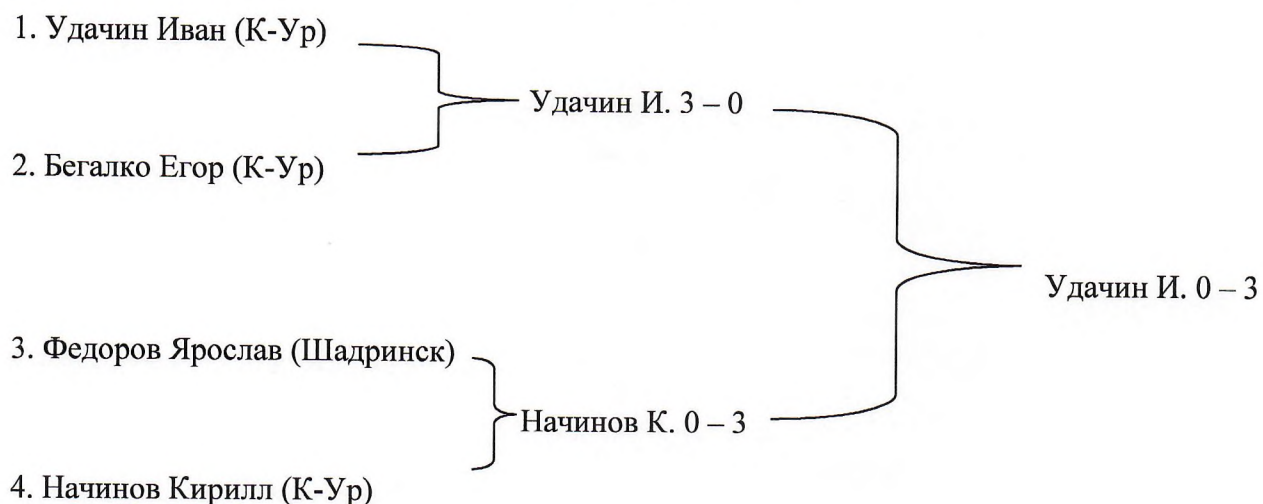 1. Удачин Иван (К-Ур)
Удачин И. 3 – 0
2. Бегалко Егор (К-Ур)
Удачин И. 0 – 3
3. Федоров Ярослав (Шадринск)
Начинов К. 0 – 3
4. Начинов Кирилл (К-Ур)